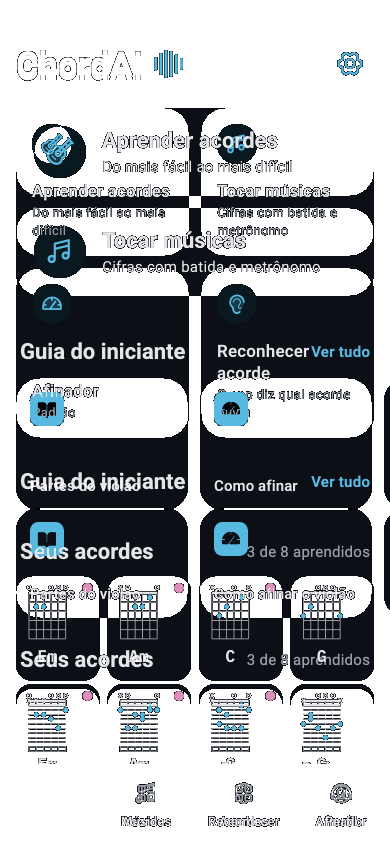 ChordAI
Aprender acordes
Do mais fácil ao mais difícil
Aprender acordes
Do mais fácil ao mais
difícil
Tocar músicas
Cifras com batida e
metrônomo
Tocar músicas
Cifras com batida e metrônomo
Guia do iniciante
Reconhecer
acorde
Ver tudo
Afinador
diz qual acorde
Guia do iniciante
Ver tudo
Partes do violão
Como afinar
Seus acordes
3 de 8 aprendidos
Partes do violão
Como afinar o violão
Em
Am
C
G
Seus acordes
3 de 8 aprendidos
Músicas
Reconhecer
Afinador